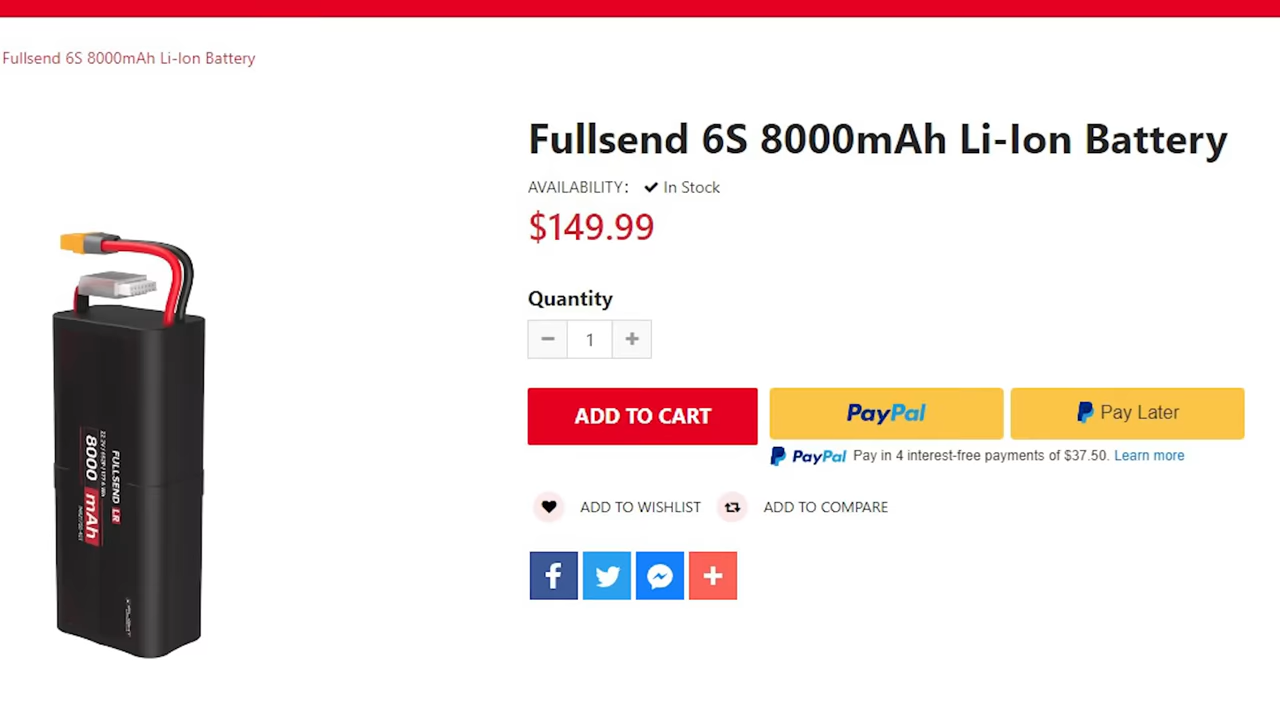 Fullsend 6S 8000mAh Li-Ion Battery
Fullsend 6S 8000mAh Li-Ion Battery
AVAILABILITY: ✔ In Stock
$149.99
Quantity
− 1 +
ADD TO CART
PayPal
Pay Later
PayPal Pay in 4 interest-free payments of $37.50. Learn more
ADD TO WISHLIST
ADD TO COMPARE
FULLSEND LR
8000 mAh